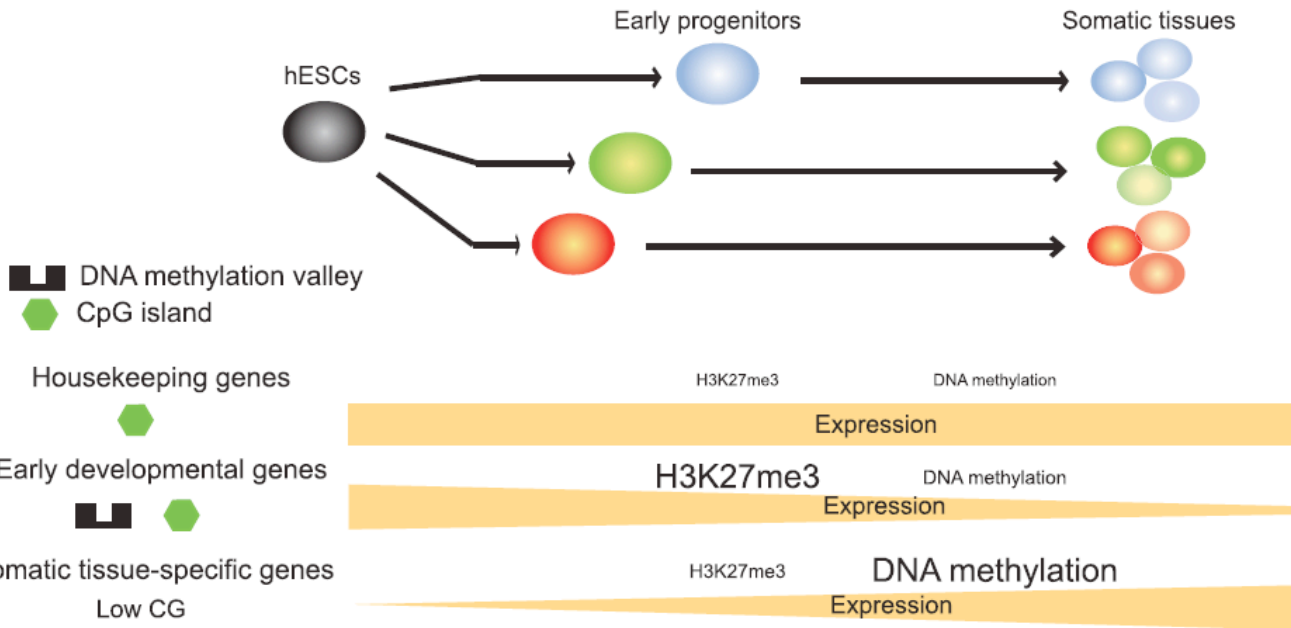 Early progenitors
Somatic tissues
hESCs
DNA methylation valley
CpG island
Housekeeping genes
H3K27me3
DNA methylation
Expression
Early developmental genes
H3K27me3
DNA methylation
Expression
omatic tissue-specific genes
H3K27me3
DNA methylation
Low CG
Expression